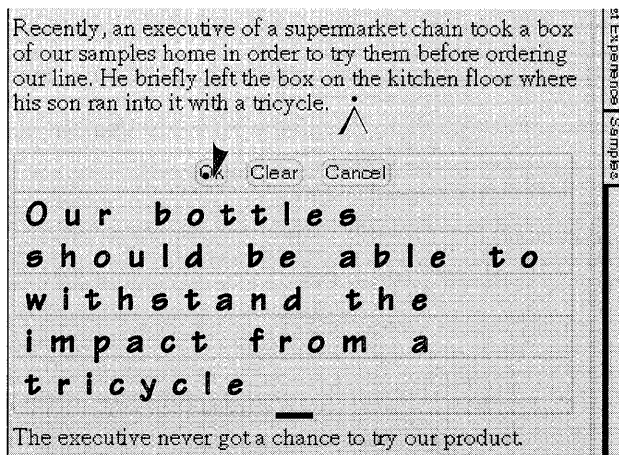 Recently, an executive of a supermarket chain took a box
of our samples home in order to try them before ordering
our line. He briefly left the box on the kitchen floor where
his son ran into it with a tricycle.
Clear Cancel
Our bottles
should be able to
withstand the
impact from a
tricycle
The executive never got a chance to try our product.
Experience
Samples